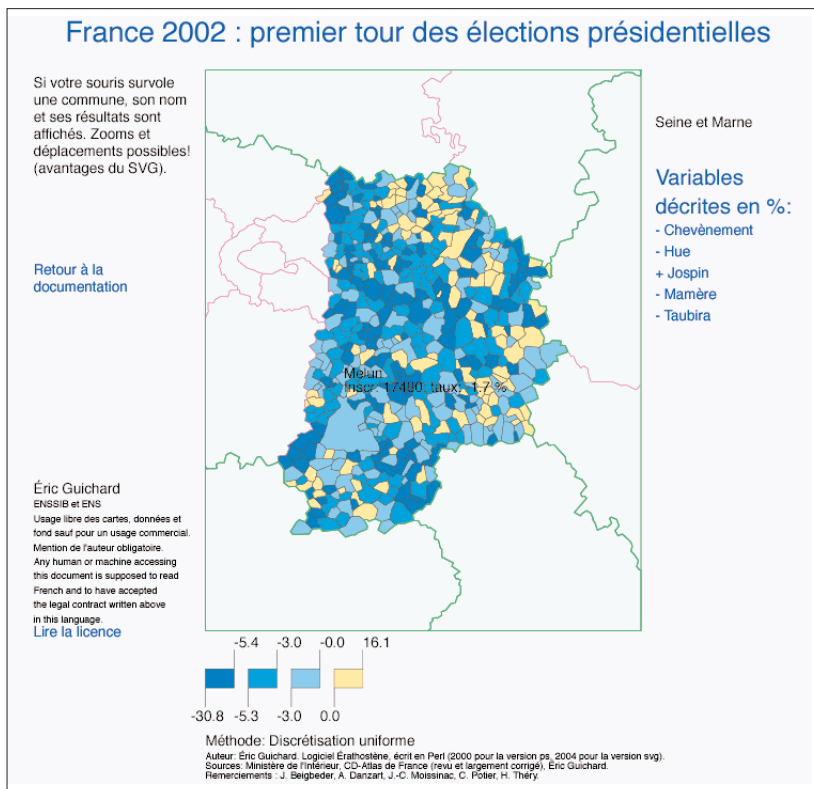 France 2002 : premier tour des élections présidentielles
Si votre souris survole
une commune, son nom
et ses résultats sont
affichés. Zooms et
déplacements possibles!
(avantages du SVG).
Retour à la
documentation
Seine et Marne
Variables
décrites en %:
- Chevènement
- Hue
+ Jospin
- Mamère
- Taubira
Melun
Inscr: 17490; taux: -1.7 %
Éric Guichard
ENSSIB et ENS
Usage libre des cartes, données et
fond sauf pour un usage commercial.
Mention de l'auteur obligatoire.
Any human or machine accessing
this document is supposed to read
French and to have accepted
the legal contract written above
in this language.
Lire la licence
-5.4 -3.0 -0.0 16.1
-30.8 -5.3 -3.0 0.0
Méthode: Discrétisation uniforme
Auteur: Éric Guichard. Logiciel Érathostène, écrit en Perl (2000 pour la version ps, 2004 pour la version svg).
Sources: Ministère de l'Intérieur, CD-Atlas de France (revu et largement corrigé), Éric Guichard.
Remerciements : J. Beigbeder, A. Danzart, J.-C. Moissinac, C. Potier, H. Théry.